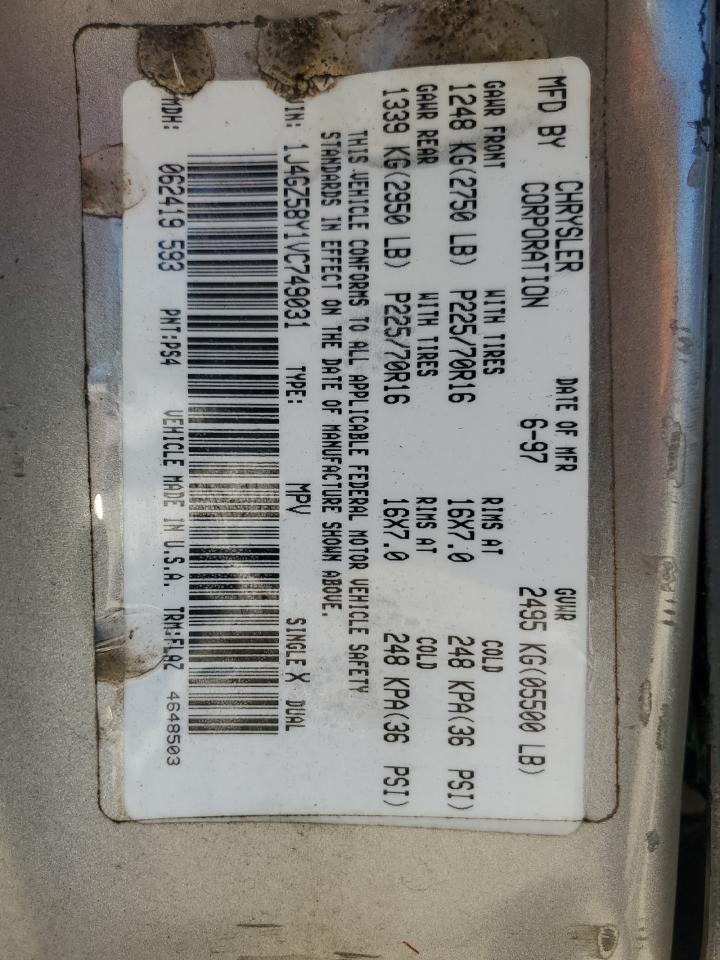 MFD BY CHRYSLER CORPORATION DATE OF MFR 6-97 GVWR 2495 KG(05500 LB)
GAWR FRONT WITH TIRES RIMS AT COLD
1248 KG(2750 LB) P225/70R16 16X7.0 248 KPA(36 PSI)
GAWR REAR WITH TIRES RIMS AT COLD
1339 KG(2950 LB) P225/70R16 16X7.0 248 KPA(36 PSI)
THIS VEHICLE CONFORMS TO ALL APPLICABLE FEDERAL MOTOR VEHICLE SAFETY
STANDARDS IN EFFECT ON THE DATE OF MANUFACTURE SHOWN ABOVE.
VIN: 1J4GZ58Y1VC749031 TYPE: MPV SINGLE X DUAL
MDH: 062419 593 PNT:PS4 VEHICLE MADE IN U.S.A. TRM:FLAZ 4648503